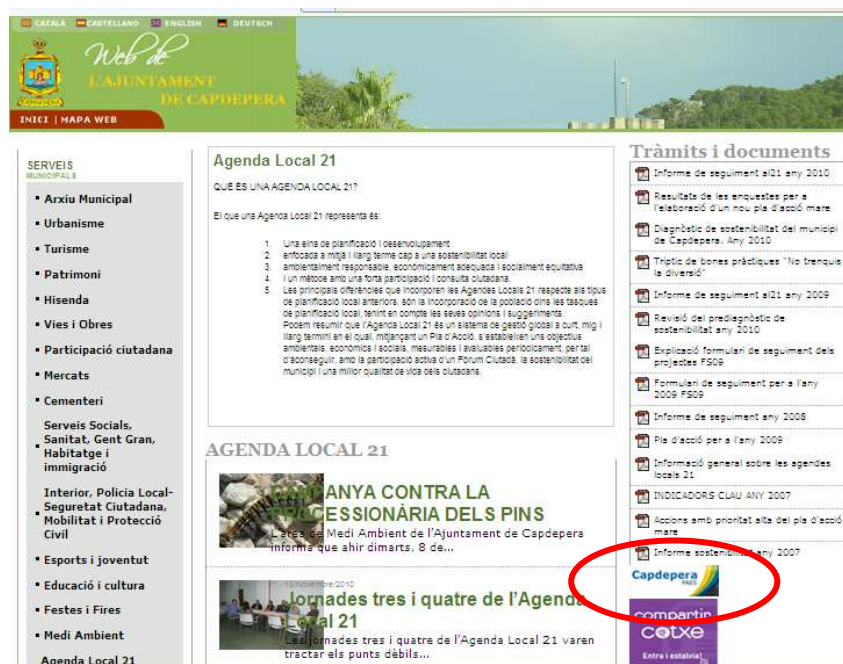 CATALÀ CASTELLANO ENGLISH DEUTSCH
Web de
L'AJUNTAMENT
DE CAPDEPERA
CAPDEPERA
INICI | MAPA WEB
SERVEIS
MUNICIPALS
Arxiu Municipal
Urbanisme
Turisme
Patrimoni
Hisenda
Vies i Obres
Participació ciutadana
Mercats
Cementeri
Serveis Socials,
Sanitat, Gent Gran,
Habitatge i
immigració
Interior, Policia Local-
Seguretat Ciutadana,
Mobilitat i Protecció
Civil
Esports i joventut
Educació i cultura
Festes i Fires
Medi Ambient
Agenda Local 21
Agenda Local 21
QUÈ ÉS UNA AGENDA LOCAL 21?
El que una Agenda Local 21 representa és:
1. Una eina de planificació i desenvolupament
2. enfocada a mitjà i llarg terme cap a una sostenibilitat local
3. ambientalment responsable, econòmicament adequada i socialment equitativa
4. i un mètode amb una forta participació i consulta ciutadana.
5. Les principals diferències que incorporen les Agendes Locals 21 respecte als tipus
de planificació local anteriors, són la incorporació de la població dins les tasques
de planificació local, tenint en compte les seves opinions i suggeriments.
Podem resumir que l'Agenda Local 21 és un sistema de gestió global a curt, mig i
llarg termini en el qual, mitjançant un Pla d'Acció, s'estableixen uns objectius
ambientals, econòmics i socials, mesurables i avaluables periòdicament, per tal
d'aconseguir, amb la participació activa d'un Fòrum Ciutadà, la sostenibilitat del
municipi i una millor qualitat de vida dels ciutadans.
AGENDA LOCAL 21
CAMPANYA CONTRA LA
PROCESSIONÀRIA DELS PINS
L'àrea de Medi Ambient de l'Ajuntament de Capdepera
informa que ahir dimarts, 8 de...
novembre/2010
Jornades tres i quatre de l'Agenda
Local 21
Les jornades tres i quatre de l'Agenda Local 21 varen
tractar els punts dèbils...
Tràmits i documents
Informe de seguiment al21 any 2010
Resultats de les enquestes per a
l'elaboració d'un nou pla d'acció mare
Diagnòstic de sostenibilitat del municipi
de Capdepera. Any 2010
Tríptic de bones pràctiques "No trenquis
la diversió"
Informe de seguiment al21 any 2009
Revisió del prediagnòstic de
sostenibilitat any 2010
Explicació formulari de seguiment dels
projectes FS09
Formulari de seguiment per a l'any
2009 FS09
Informe de seguiment any 2008
Pla d'acció per a l'any 2009
Informació general sobre les agendes
locals 21
INDICADORS CLAU ANY 2007
Accions amb prioritat alta del pla d'acció
mare
Informe sostenibilitat any 2007
Capdepera
PAES
compartir
cotxe
Entra i estalvia!